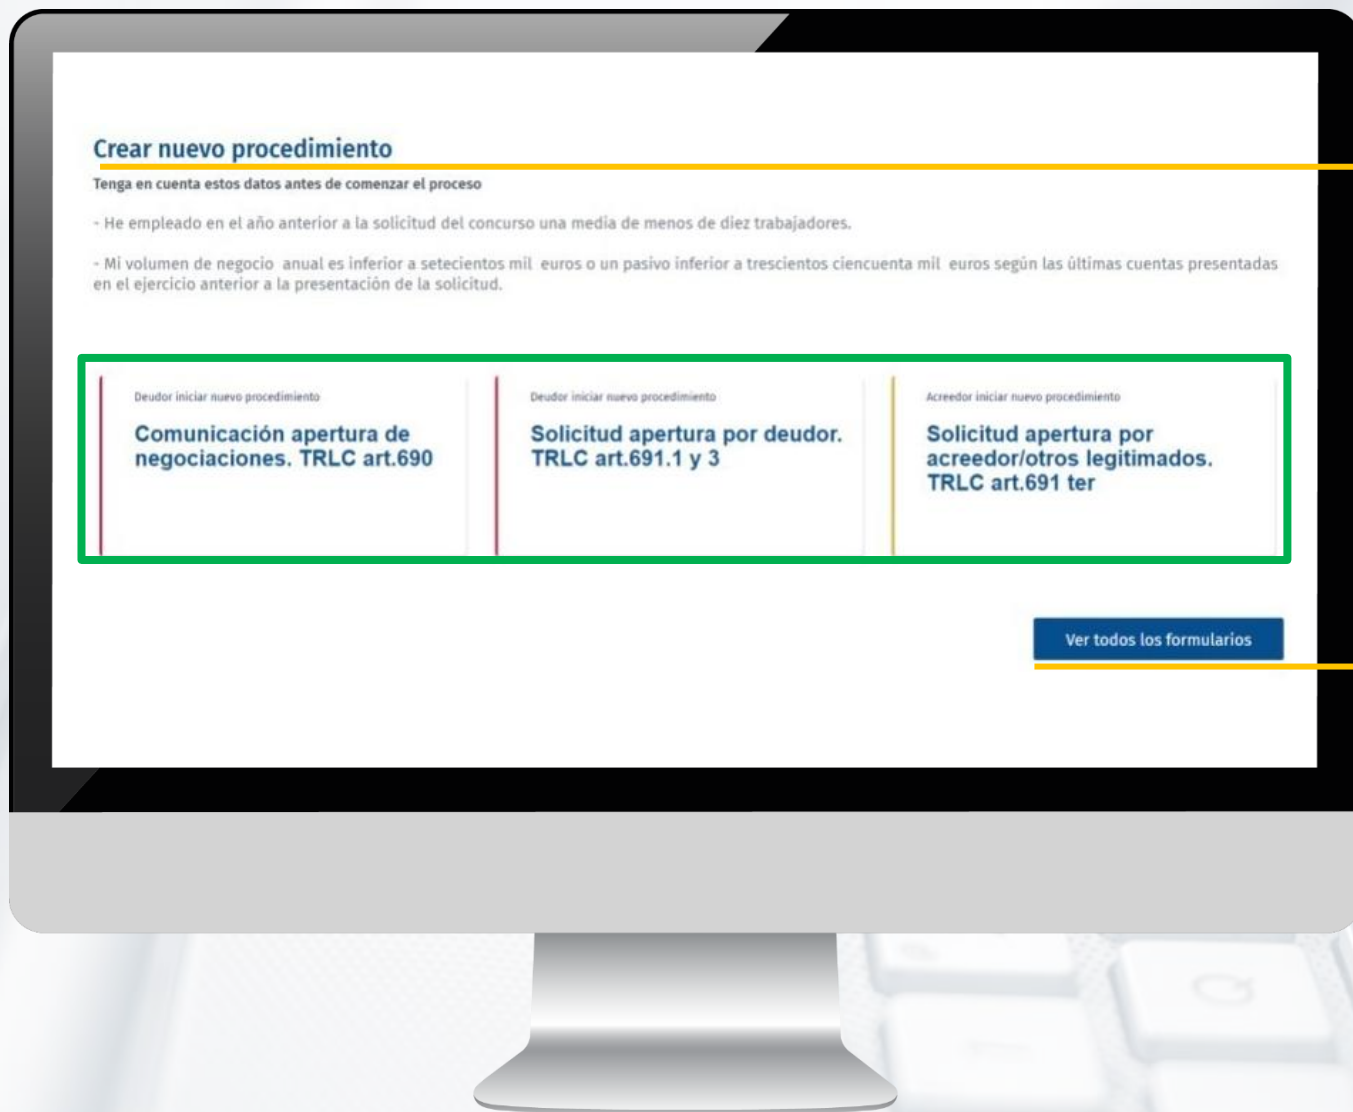 Crear nuevo procedimiento
Tenga en cuenta estos datos antes de comenzar el proceso
- He empleado en el año anterior a la solicitud del concurso una media de menos de diez trabajadores.
- Mi volumen de negocio anual es inferior a setecientos mil euros o un pasivo inferior a trescientos ciencuenta mil euros según las últimas cuentas presentadas
en el ejercicio anterior a la presentación de la solicitud.
Deudor iniciar nuevo procedimiento
Comunicación apertura de
negociaciones. TRLC art.690
Deudor iniciar nuevo procedimiento
Solicitud apertura por deudor.
TRLC art.691.1 y 3
Acreedor iniciar nuevo procedimiento
Solicitud apertura por
acreedor/otros legitimados.
TRLC art.691 ter
Ver todos los formularios